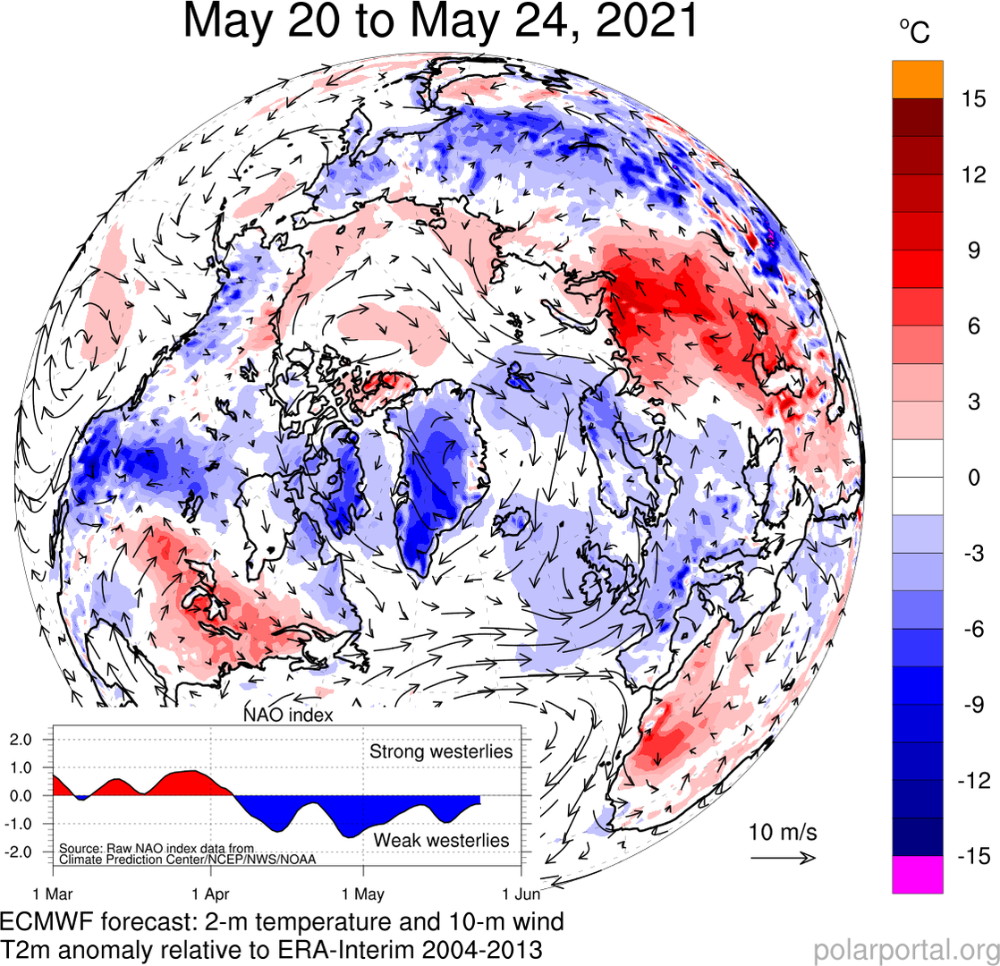 May 20 to May 24, 2021
°C
15
12
9
6
3
0
-3
-6
-9
-12
-15
NAO index
2.0
1.0
0.0
-1.0
-2.0
Strong westerlies
Weak westerlies
Source: Raw NAO index data from
Climate Prediction Center/NCEP/NWS/NOAA
1 Mar 1 Apr 1 May 1 Jun
10 m/s
ECMWF forecast: 2-m temperature and 10-m wind
T2m anomaly relative to ERA-Interim 2004-2013
polarportal.org